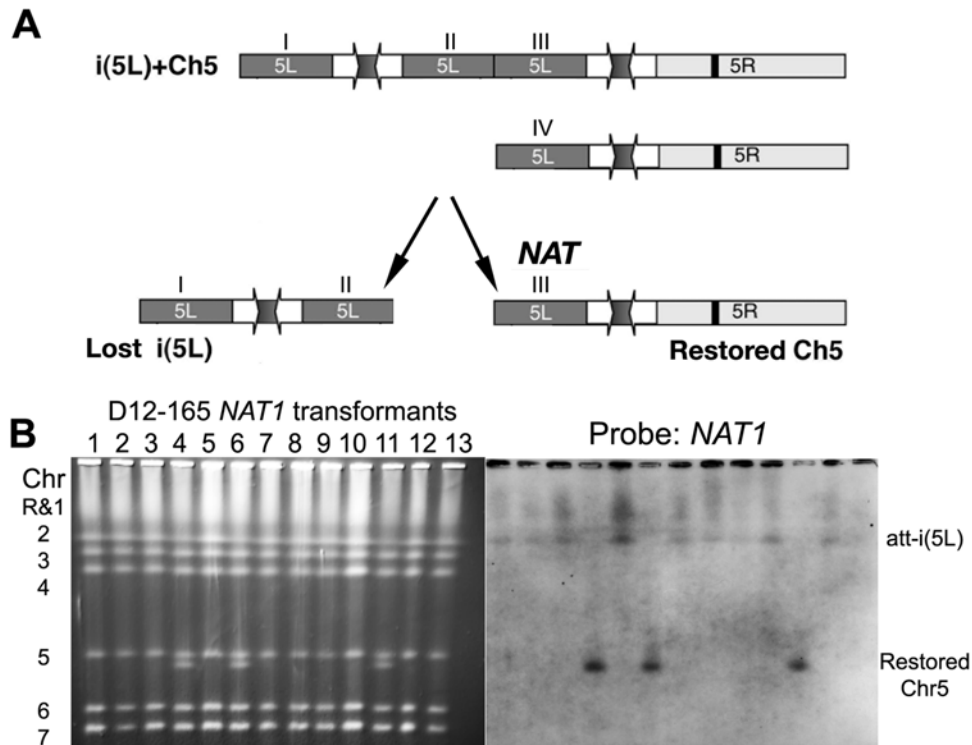 A
I II III
i(5L)+Ch5 5L 5L 5L 5R
IV
5L 5R
NAT
I II III
5L 5L 5L 5R
Lost i(5L) Restored Ch5
B
D12-165 NAT1 transformants
1 2 3 4 5 6 7 8 9 10 11 12 13
Probe: NAT1
Chr
R&1
2
3
4
5
6
7
att-i(5L)
Restored
Chr5